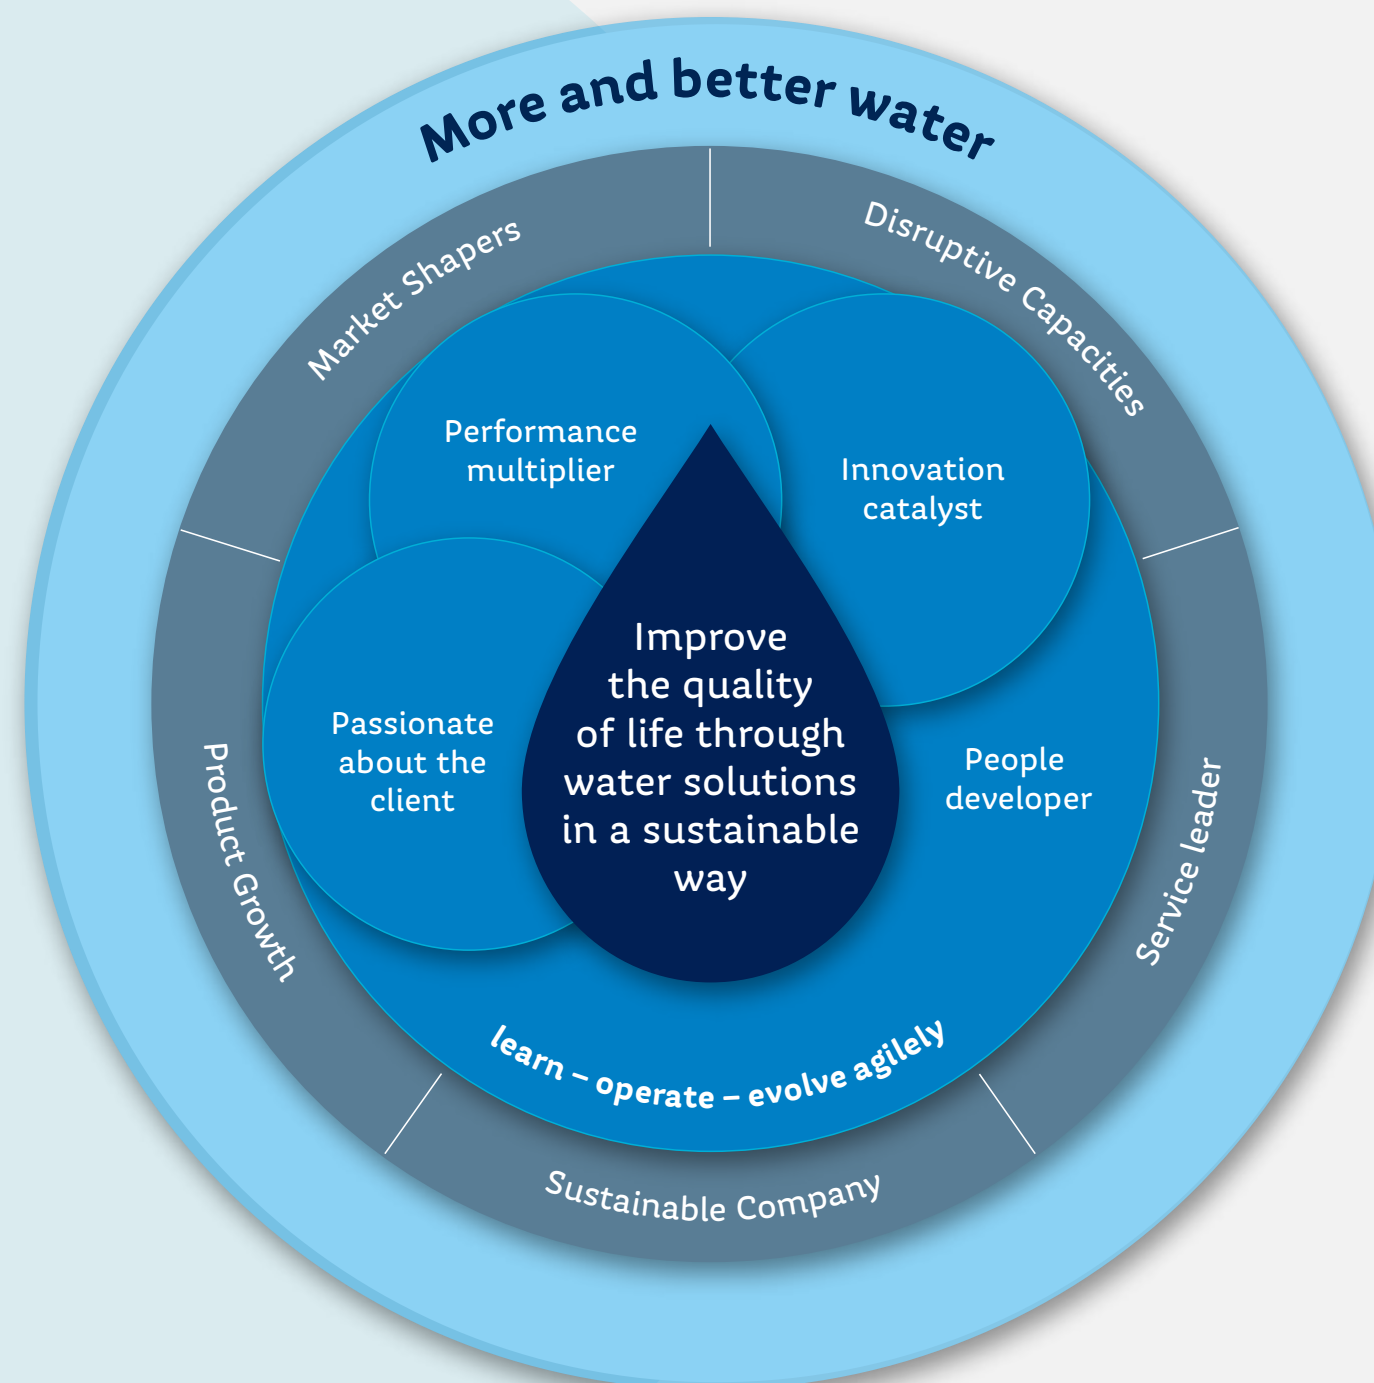 More and better water
Market Shapers
Disruptive Capacities
Performance
multiplier
Innovation
catalyst
Improve
the quality
of life through
water solutions
in a sustainable
way
Passionate
about the
client
People
developer
Product Growth
Service leader
learn – operate – evolve agilely
Sustainable Company